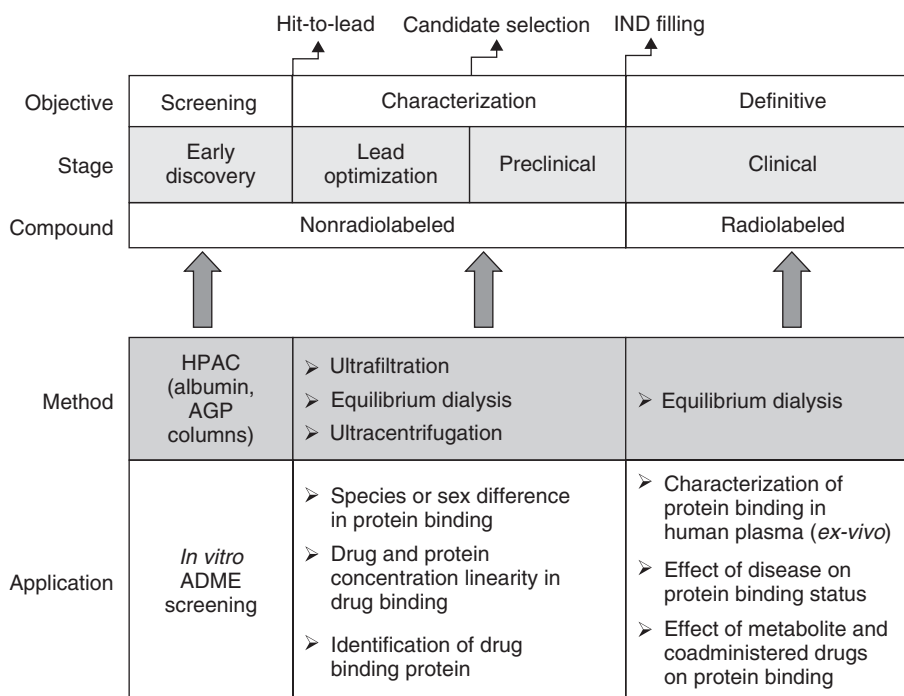 Hit-to-lead
Candidate selection
IND filling
Objective
Screening
Characterization
Definitive
Stage
Early
discovery
Lead
optimization
Preclinical
Clinical
Compound
Nonradiolabeled
Radiolabeled
Method
HPAC
(albumin,
AGP
columns)
➢ Ultrafiltration
➢ Equilibrium dialysis
➢ Ultracentrifugation
➢ Equilibrium dialysis
Application
In vitro
ADME
screening
➢ Species or sex difference
in protein binding
➢ Drug and protein
concentration linearity in
drug binding
➢ Identification of drug
binding protein
➢ Characterization of
protein binding in
human plasma (ex-vivo)
➢ Effect of disease on
protein binding status
➢ Effect of metabolite and
coadministered drugs
on protein binding